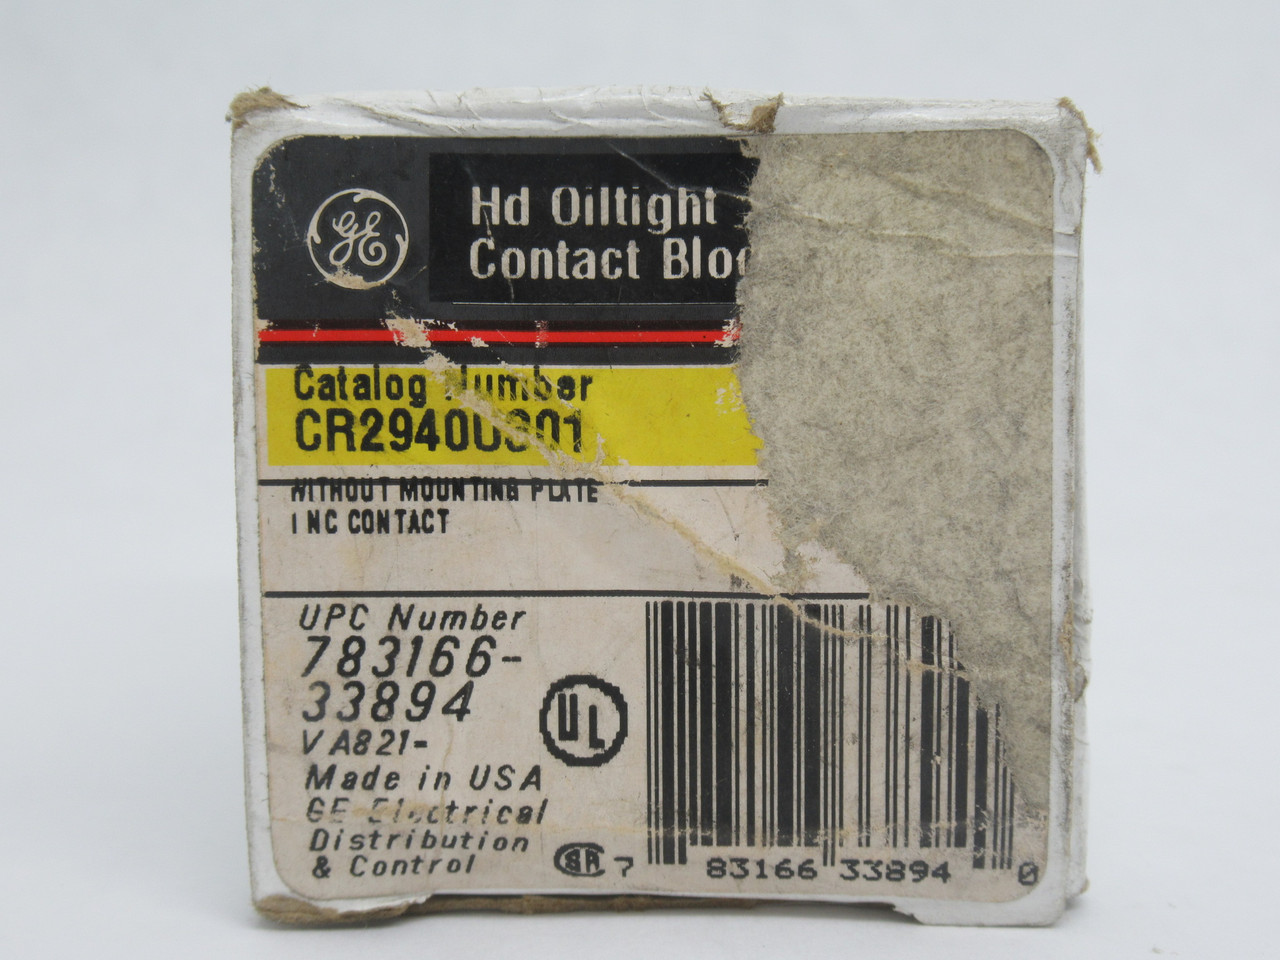 GE
Hd Oiltight
Contact Bloc
Catalog Number
CR2940U301
WITHOUT MOUNTING PLATE
1 NC CONTACT
UPC Number
783166-
33894
VA821-
Made in USA
GE Electrical
Distribution
& Control
UL
7 83166 33894 0